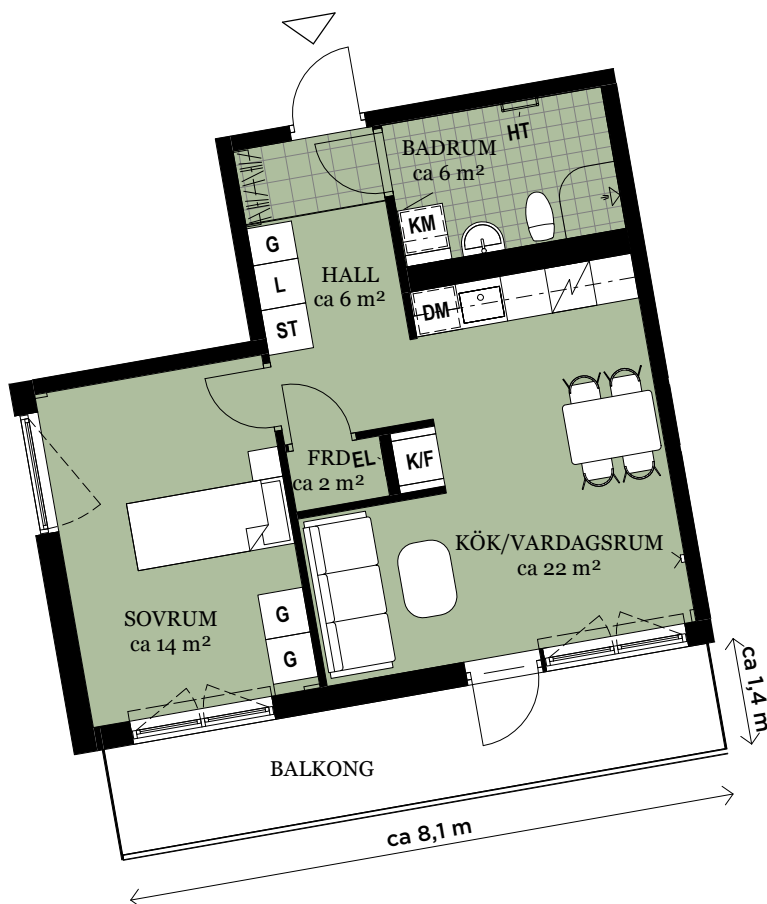 HT
BADRUM
ca 6 m²
KM
G
L
ST
HALL
ca 6 m²
DM
FRD
ca 2 m²
EL
K/F
KÖK/VARDAGSRUM
ca 22 m²
SOVRUM
ca 14 m²
G
G
ca 1,4 m
BALKONG
ca 8,1 m